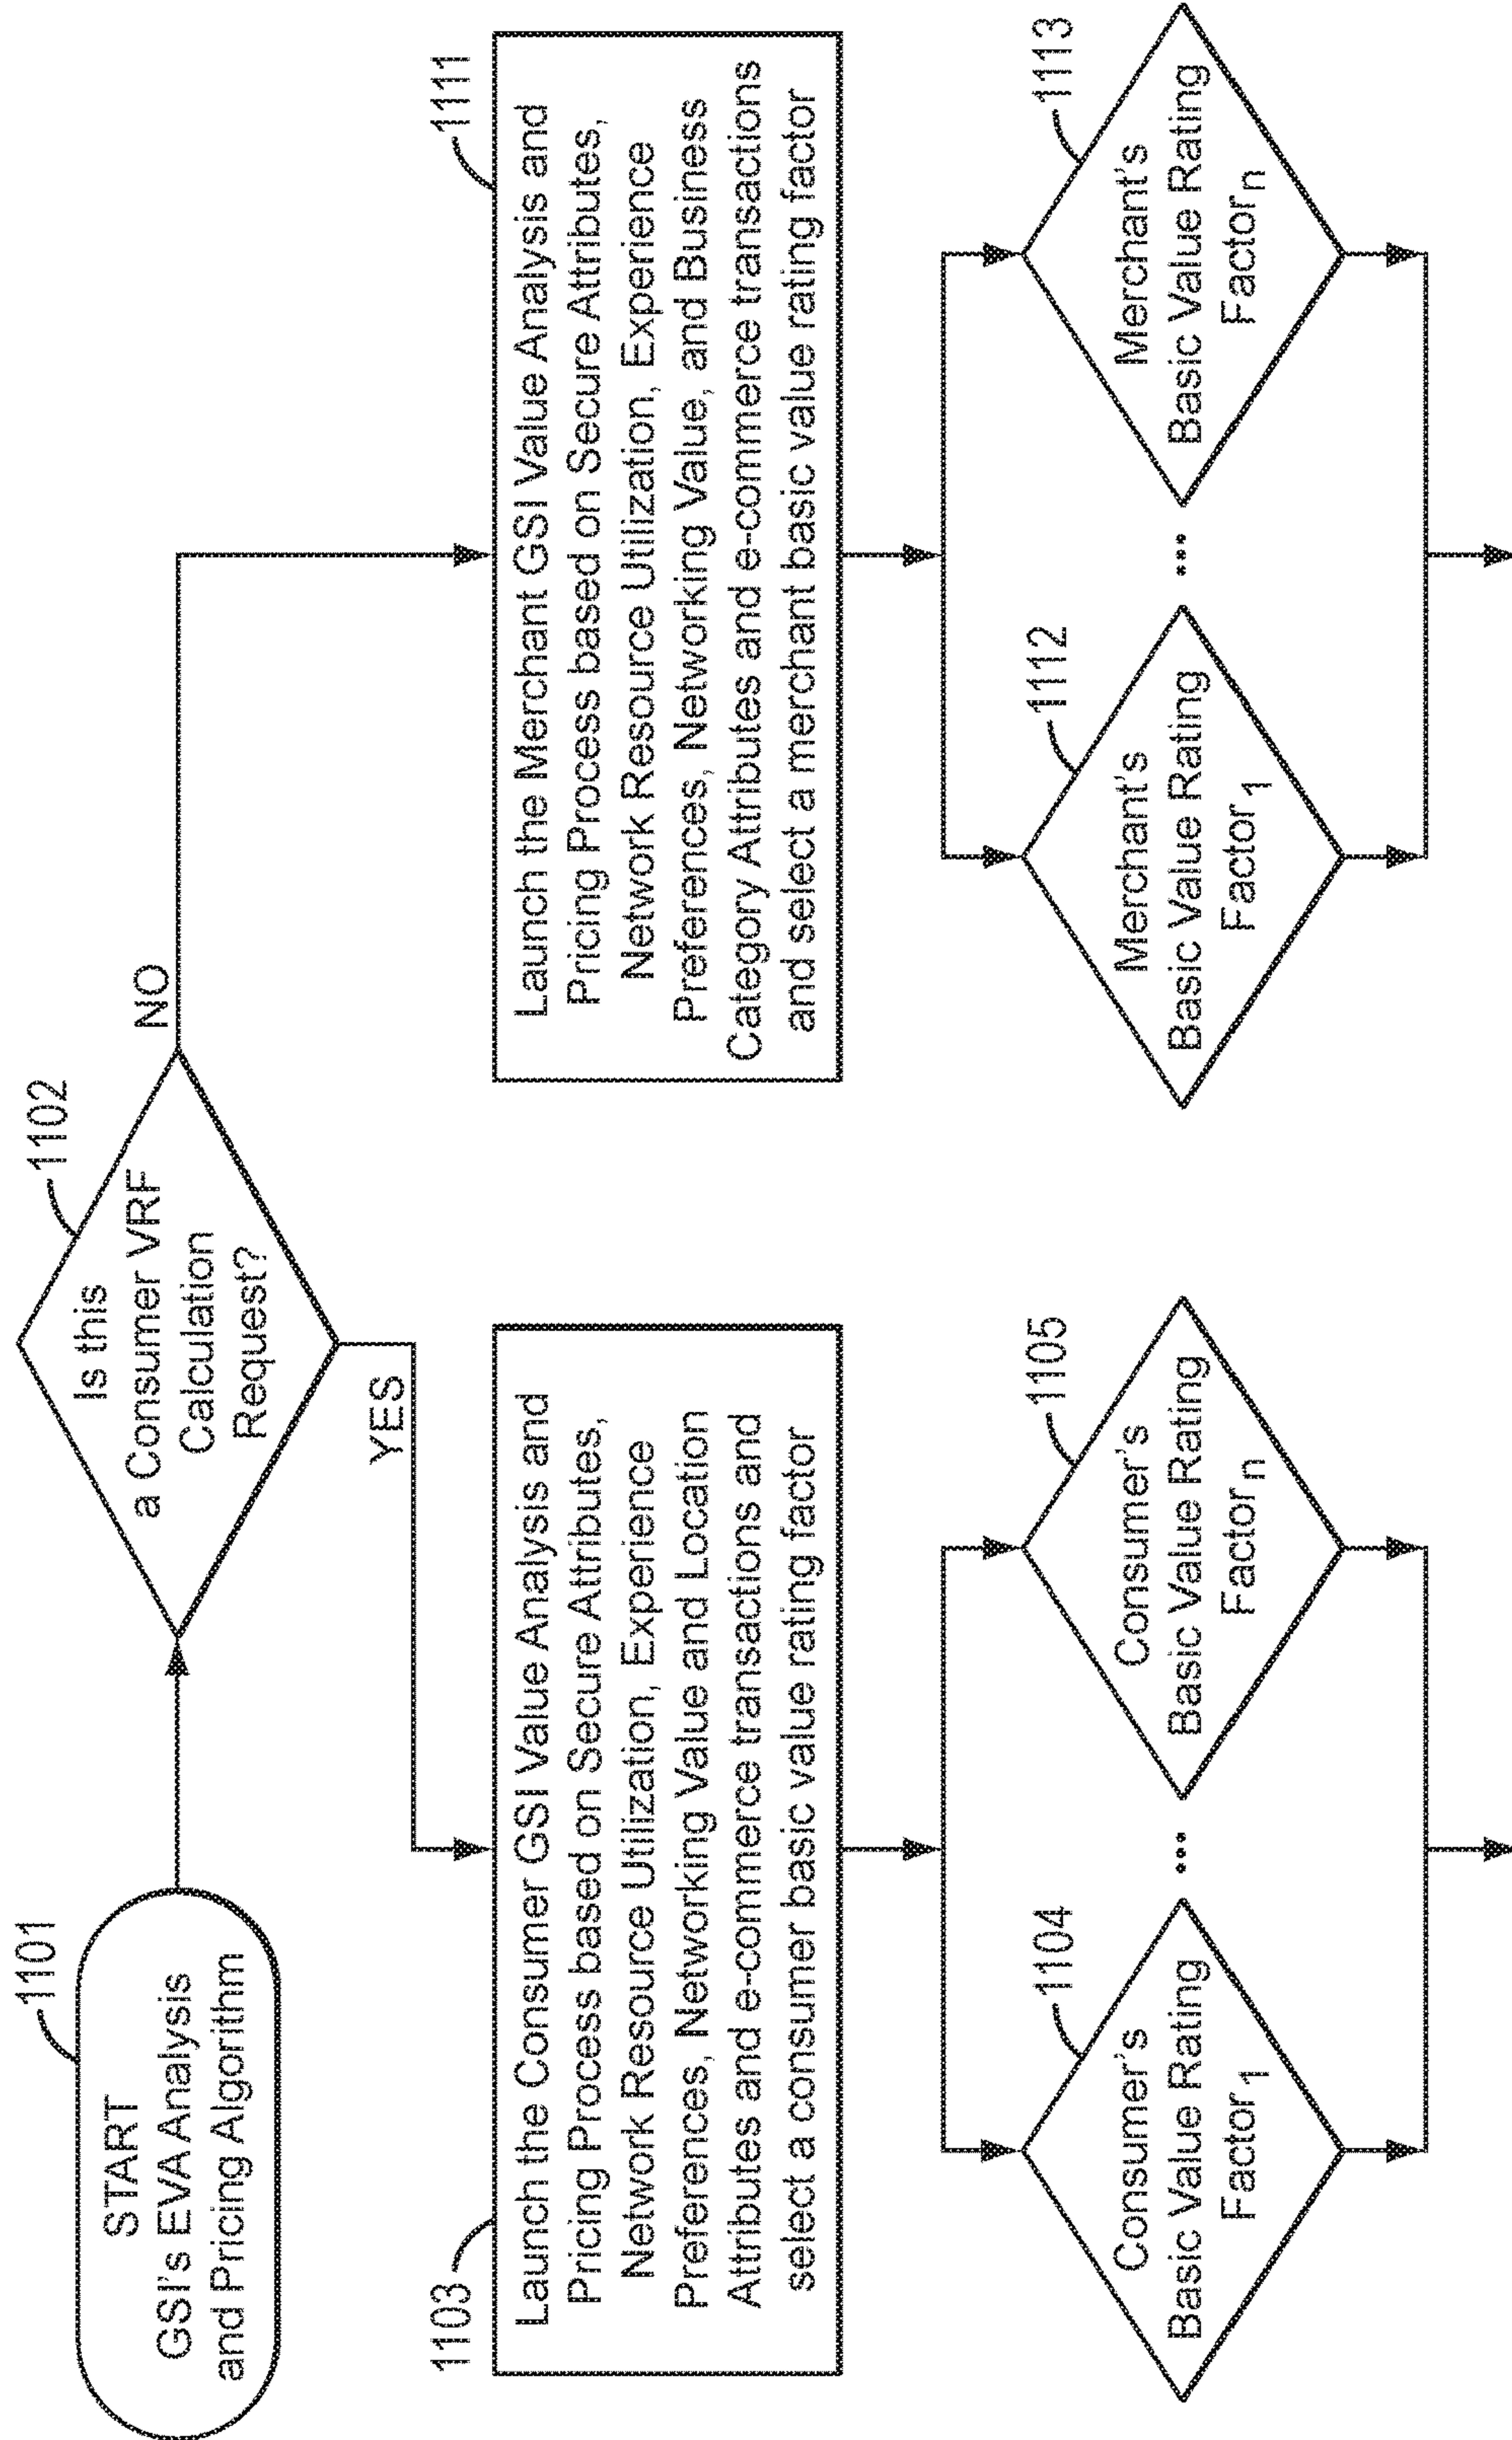 1101
START
GSI's EVA Analysis
and Pricing Algorithm
1102
Is this
a Consumer VRF
Calculation
Request?
NO
YES
1103
Launch the Consumer GSI Value Analysis and
Pricing Process based on Secure Attributes,
Network Resource Utilization, Experience
Preferences, Networking Value and Location
Attributes and e-commerce transactions and
select a consumer basic value rating factor
1111
Launch the Merchant GSI Value Analysis and
Pricing Process based on Secure Attributes,
Network Resource Utilization, Experience
Preferences, Networking Value, and Business
Category Attributes and e-commerce transactions
and select a merchant basic value rating factor
1104
Consumer's
Basic Value Rating
Factor1
...
1105
Consumer's
Basic Value Rating
Factorn
1112
Merchant's
Basic Value Rating
Factor1
...
1113
Merchant's
Basic Value Rating
Factorn